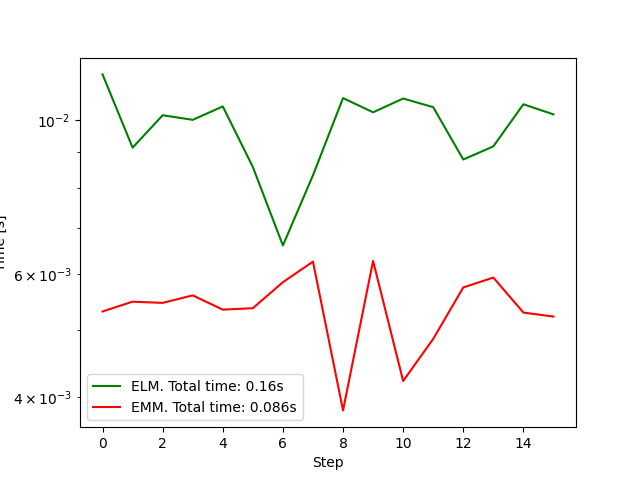 10⁻²
6 × 10⁻³
4 × 10⁻³
ELM. Total time: 0.16s
EMM. Total time: 0.086s
0 2 4 6 8 10 12 14
Step